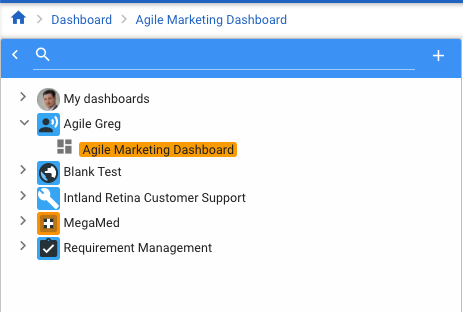 Dashboard Agile Marketing Dashboard
My dashboards
Agile Greg
Agile Marketing Dashboard
Blank Test
Intland Retina Customer Support
MegaMed
Requirement Management